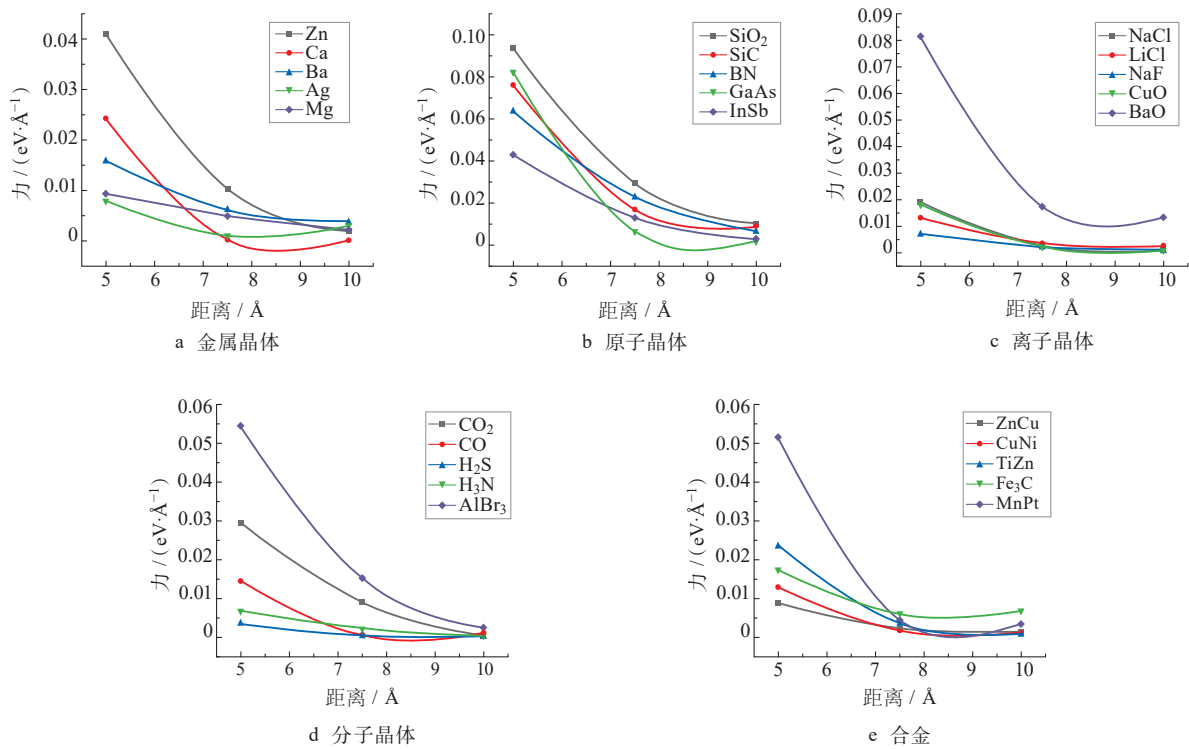 0.04
0.03
0.02
0.01
0
力 / (eV·Å⁻¹)
Zn
Ca
Ba
Ag
Mg
5 6 7 8 9 10
距离 / Å
a 金属晶体
0.10
0.08
0.06
0.04
0.02
0
力 / (eV·Å⁻¹)
SiO₂
SiC
BN
GaAs
InSb
5 6 7 8 9 10
距离 / Å
b 原子晶体
0.09
0.08
0.07
0.06
0.05
0.04
0.03
0.02
0.01
0
力 / (eV·Å⁻¹)
NaCl
LiCl
NaF
CuO
BaO
5 6 7 8 9 10
距离 / Å
c 离子晶体
0.06
0.05
0.04
0.03
0.02
0.01
0
力 / (eV·Å⁻¹)
CO₂
CO
H₂S
H₃N
AlBr₃
5 6 7 8 9 10
距离 / Å
d 分子晶体
0.06
0.05
0.04
0.03
0.02
0.01
0
力 / (eV·Å⁻¹)
ZnCu
CuNi
TiZn
Fe₃C
MnPt
5 6 7 8 9 10
距离 / Å
e 合金